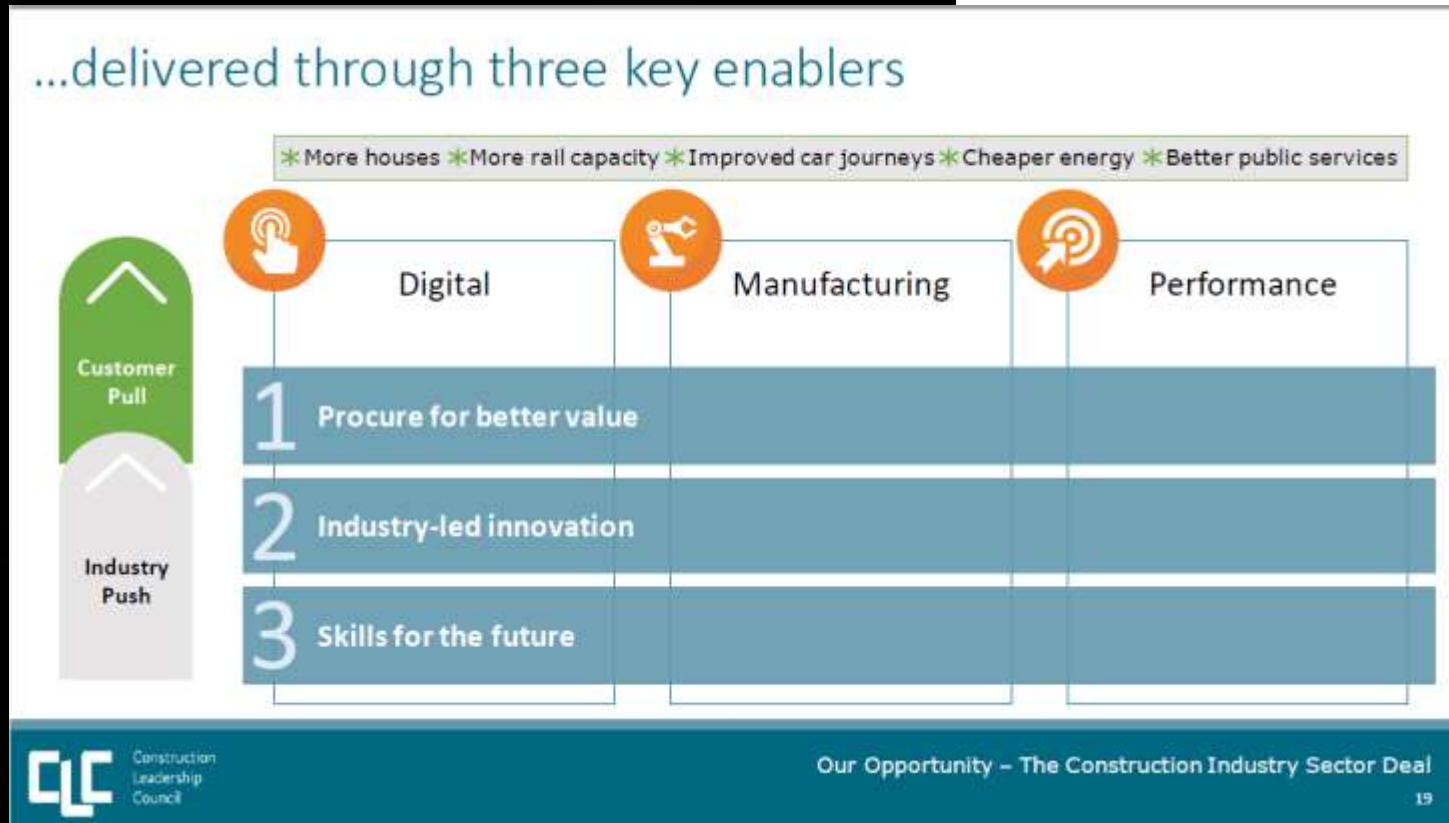 ...delivered through three key enablers
*More houses *More rail capacity *Improved car journeys *Cheaper energy *Better public services
Digital
Manufacturing
Performance
Customer
Pull
Industry
Push
1 Procure for better value
2 Industry-led innovation
3 Skills for the future
CLC
Construction
Leadership
Council
Our Opportunity – The Construction Industry Sector Deal
19